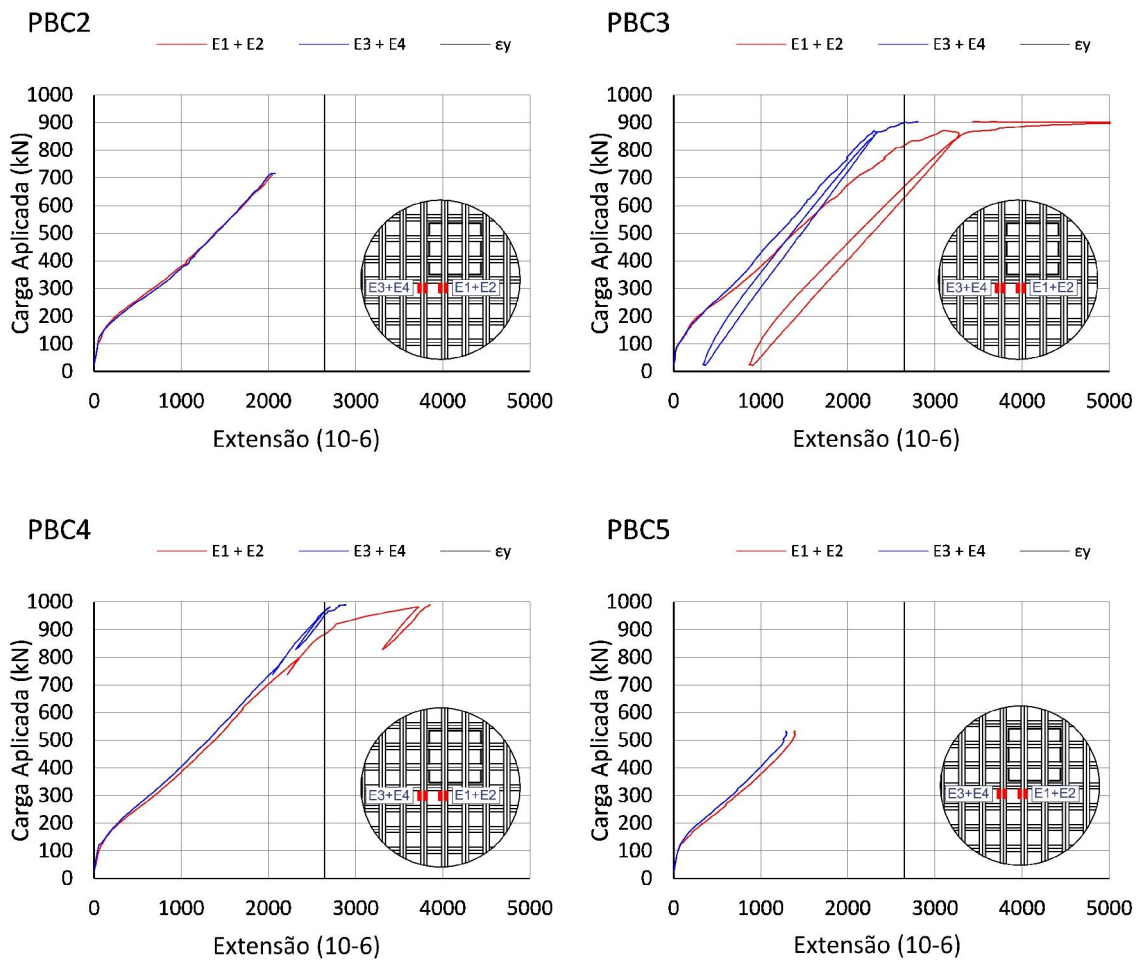 PBC2
E1 + E2 E3 + E4 εy
1000
900
800
700
600
500
400
300
200
100
0
Carga Aplicada (kN)
0 1000 2000 3000 4000 5000
Extensão (10-6)
E3+E4 E1+E2
PBC3
E1 + E2 E3 + E4 εy
1000
900
800
700
600
500
400
300
200
100
0
Carga Aplicada (kN)
0 1000 2000 3000 4000 5000
Extensão (10-6)
E3+E4 E1+E2
PBC4
E1 + E2 E3 + E4 εy
1000
900
800
700
600
500
400
300
200
100
0
Carga Aplicada (kN)
0 1000 2000 3000 4000 5000
Extensão (10-6)
E3+E4 E1+E2
PBC5
E1 + E2 E3 + E4 εy
1000
900
800
700
600
500
400
300
200
100
0
Carga Aplicada (kN)
0 1000 2000 3000 4000 5000
Extensão (10-6)
E3+E4 E1+E2